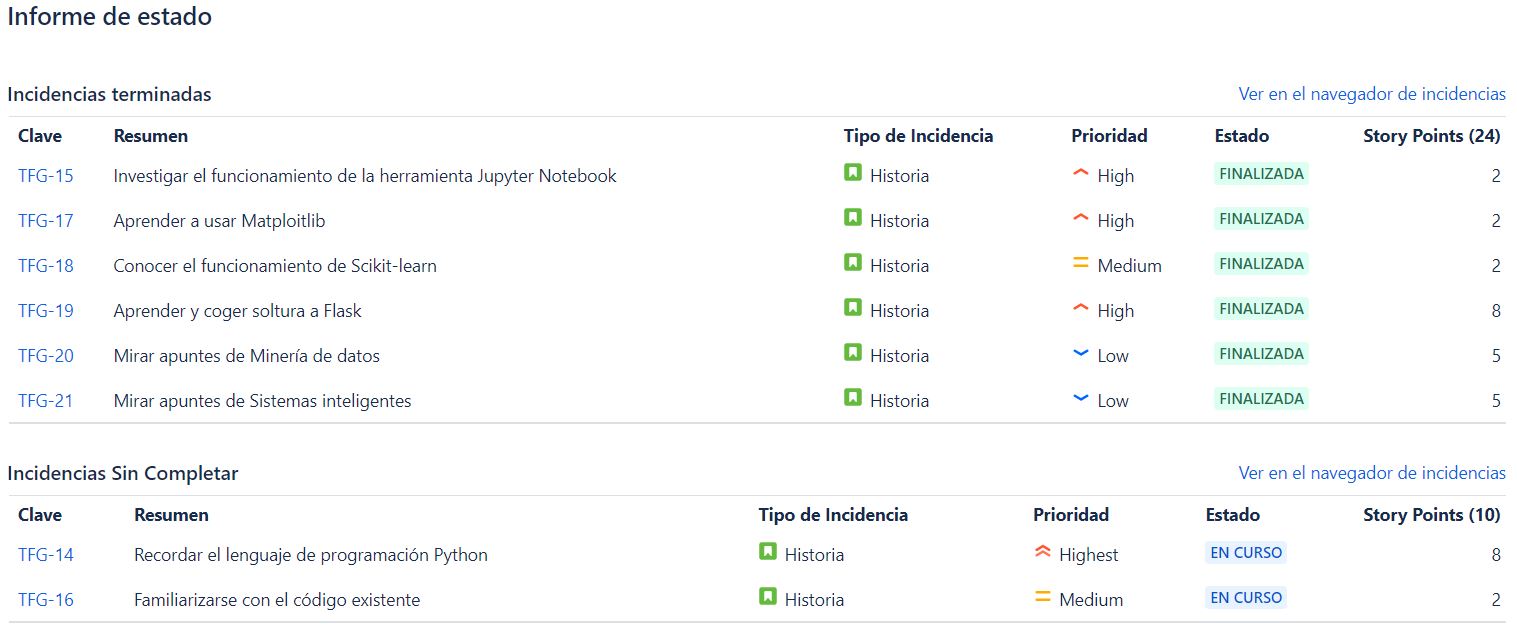 Informe de estado
Incidencias terminadas Ver en el navegador de incidencias
Clave Resumen Tipo de Incidencia Prioridad Estado Story Points (24)
TFG-15 Investigar el funcionamiento de la herramienta Jupyter Notebook Historia High FINALIZADA 2
TFG-17 Aprender a usar Matploitlib Historia High FINALIZADA 2
TFG-18 Conocer el funcionamiento de Scikit-learn Historia Medium FINALIZADA 2
TFG-19 Aprender y coger soltura a Flask Historia High FINALIZADA 8
TFG-20 Mirar apuntes de Minería de datos Historia Low FINALIZADA 5
TFG-21 Mirar apuntes de Sistemas inteligentes Historia Low FINALIZADA 5
Incidencias Sin Completar Ver en el navegador de incidencias
Clave Resumen Tipo de Incidencia Prioridad Estado Story Points (10)
TFG-14 Recordar el lenguaje de programación Python Historia Highest EN CURSO 8
TFG-16 Familiarizarse con el código existente Historia Medium EN CURSO 2